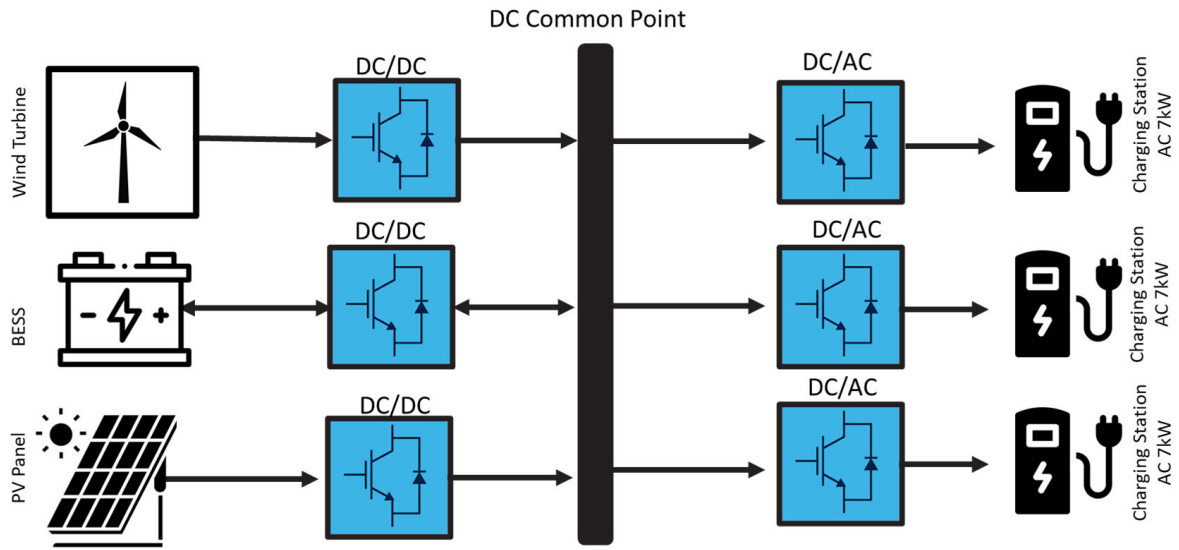 DC Common Point
Wind Turbine
DC/DC
DC/AC
Charging Station
AC 7kW
BESS
DC/DC
DC/AC
Charging Station
AC 7kW
PV Panel
DC/DC
DC/AC
Charging Station
AC 7kW